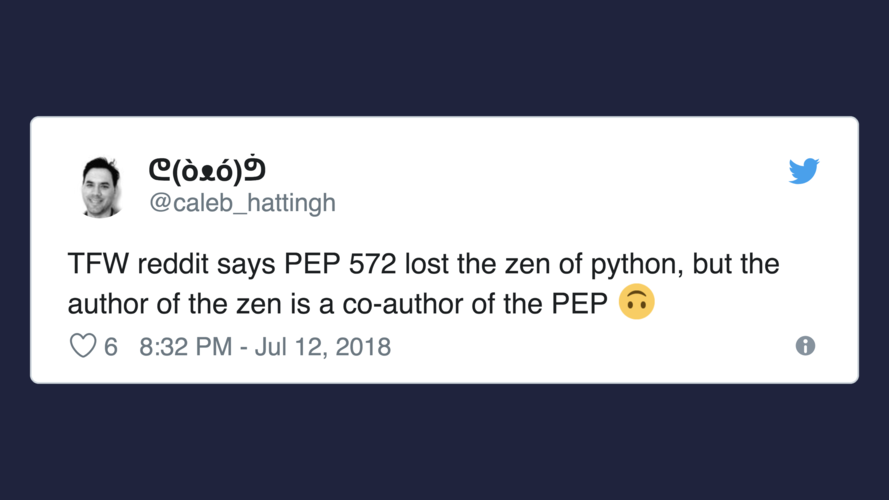 ᕦ(òᴥó)ᕥ
@caleb_hattingh
TFW reddit says PEP 572 lost the zen of python, but the
author of the zen is a co-author of the PEP 🙃
♡ 6 8:32 PM - Jul 12, 2018